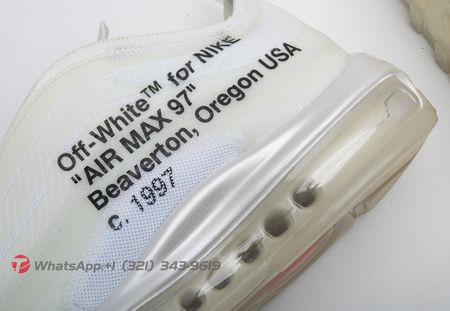 Off-White™ for NIKE
"AIR MAX 97"
Beaverton, Oregon USA
c. 1997
WhatsApp:+1 (321) 343-9619